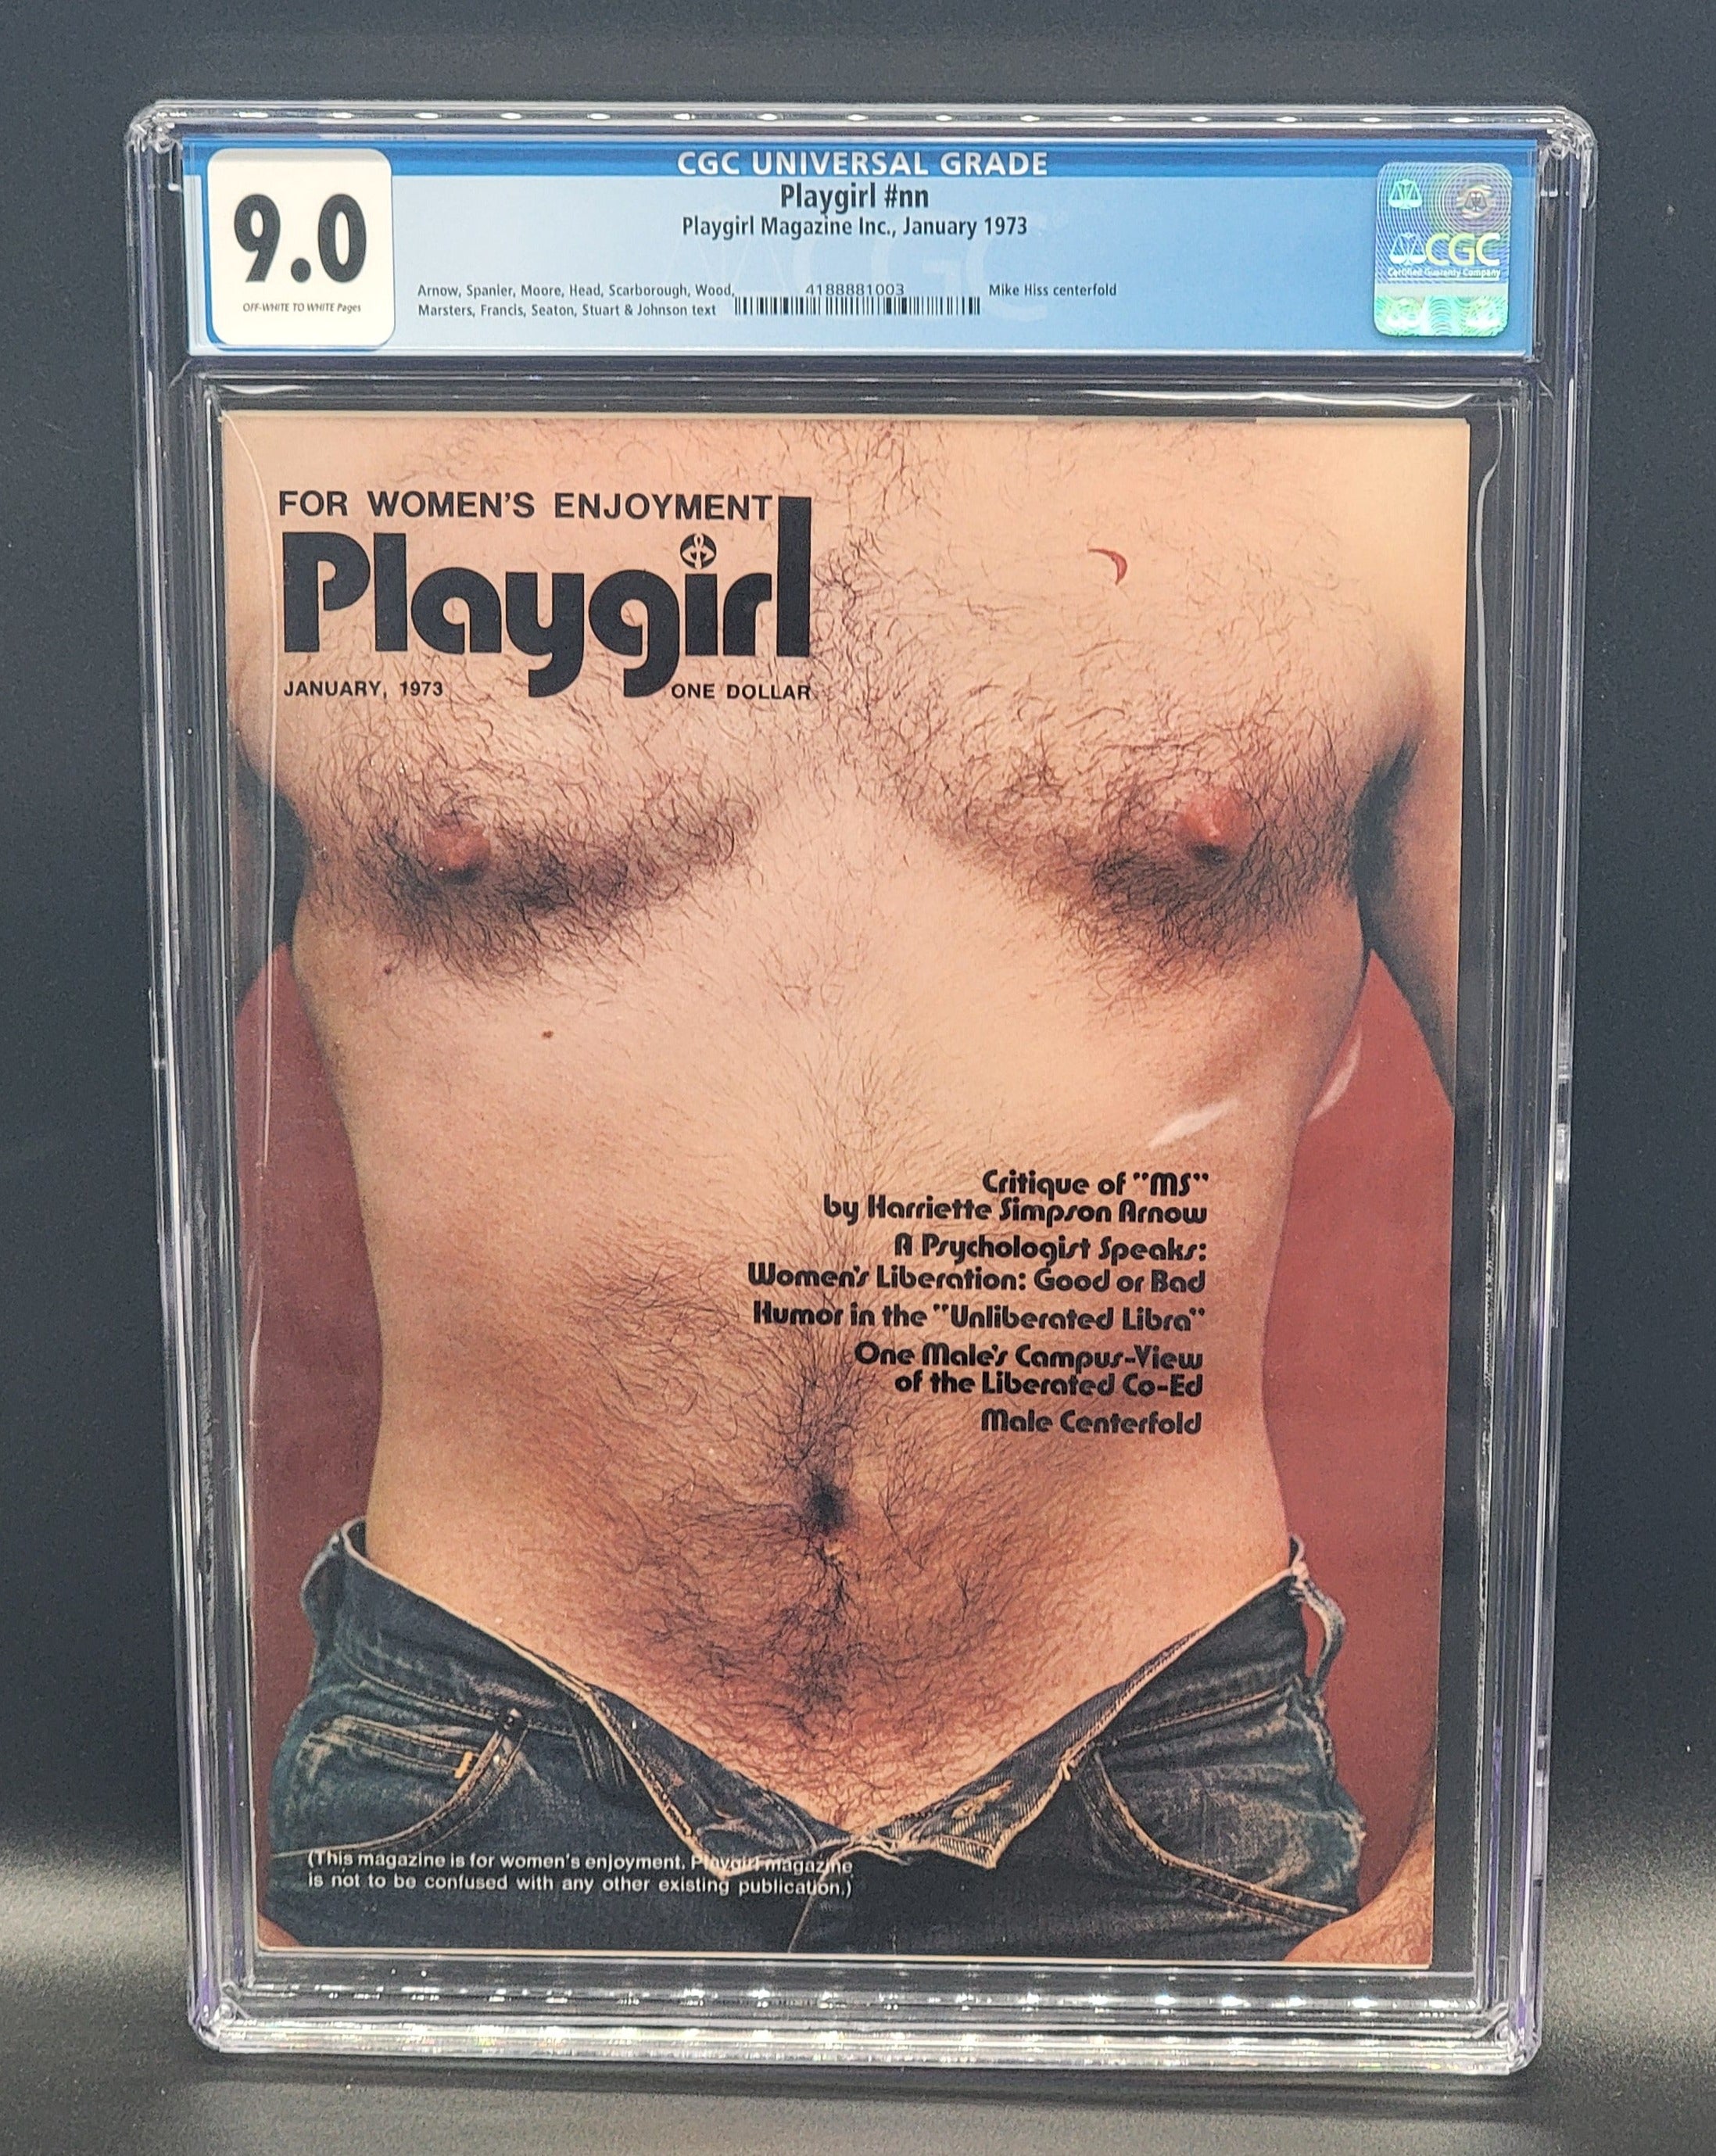 CGC UNIVERSAL GRADE
Playgirl #nn
Playgirl Magazine Inc., January 1973
9.0
OFF-WHITE TO WHITE Pages
Arnow, Spanier, Moore, Head, Scarborough, Wood,
Marsters, Francis, Seaton, Stuart & Johnson text
4188881003
Mike Hiss centerfold
CGC
Certified Guaranty Company
FOR WOMEN'S ENJOYMENT
Playgirl
JANUARY, 1973
ONE DOLLAR
Critique of "MS"
by Harriette Simpson Arnow
A Psychologist Speaks:
Women's Liberation: Good or Bad
Humor in the "Unliberated Libra"
One Male's Campus-View
of the Liberated Co-Ed
Male Centerfold
(This magazine is for women's enjoyment. Playgirl magazine
is not to be confused with any other existing publication.)